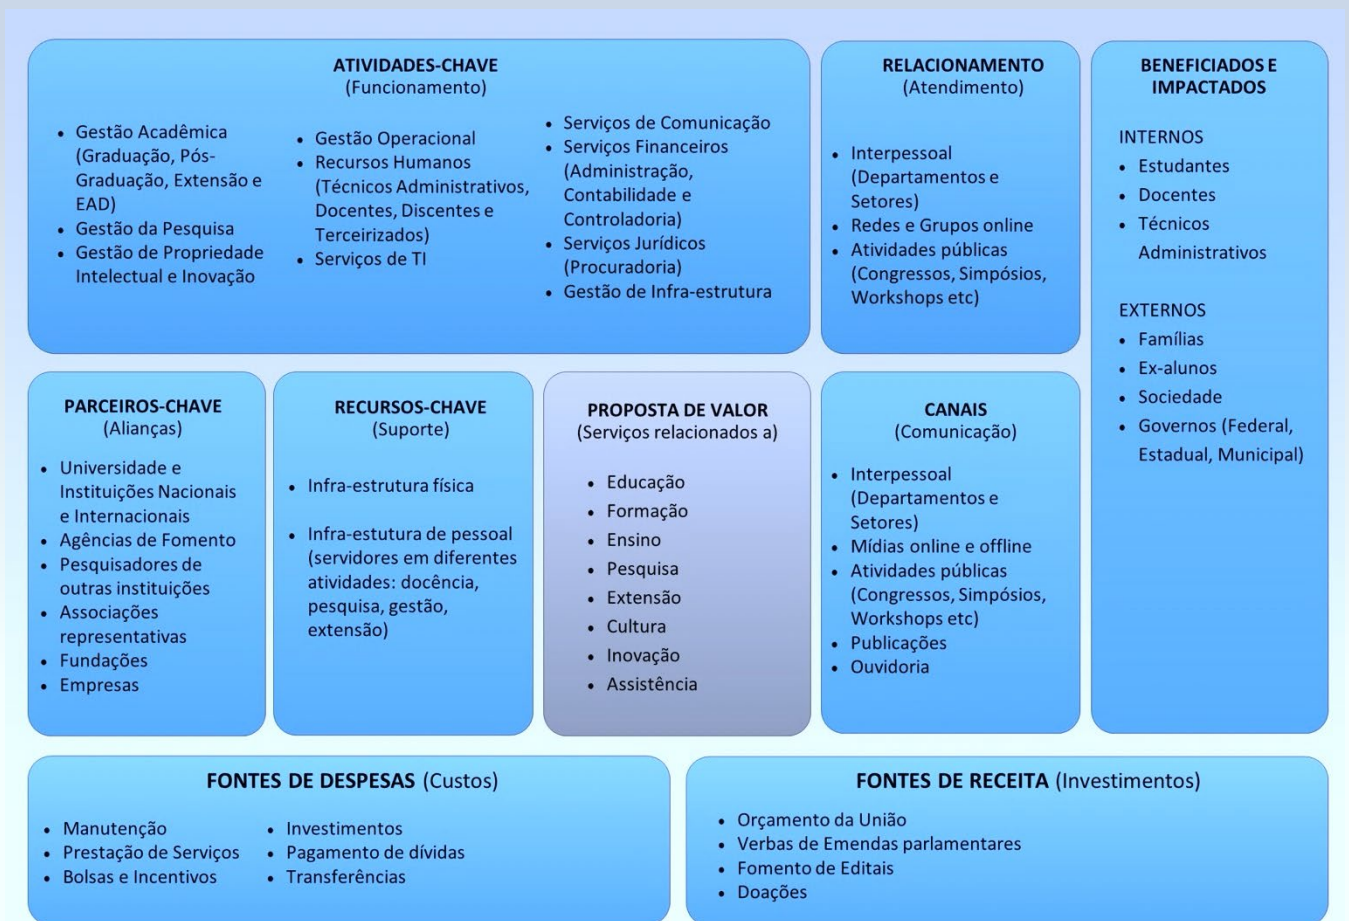 ATIVIDADES-CHAVE
(Funcionamento)
• Gestão Acadêmica
(Graduação, Pós-
Graduação, Extensão e
EAD)
• Gestão da Pesquisa
• Gestão de Propriedade
Intelectual e Inovação
• Gestão Operacional
• Recursos Humanos
(Técnicos Administrativos,
Docentes, Discentes e
Terceirizados)
• Serviços de TI
• Serviços de Comunicação
• Serviços Financeiros
(Administração,
Contabilidade e
Controladoria)
• Serviços Jurídicos
(Procuradoria)
• Gestão de Infra-estrutura
RELACIONAMENTO
(Atendimento)
• Interpessoal
(Departamentos e
Setores)
• Redes e Grupos online
• Atividades públicas
(Congressos, Simpósios,
Workshops etc)
BENEFICIADOS E
IMPACTADOS
INTERNOS
• Estudantes
• Docentes
• Técnicos
Administrativos
EXTERNOS
• Famílias
• Ex-alunos
• Sociedade
• Governos (Federal,
Estadual, Municipal)
PARCEIROS-CHAVE
(Alianças)
• Universidade e
Instituições Nacionais
e Internacionais
• Agências de Fomento
• Pesquisadores de
outras instituições
• Associações
representativas
• Fundações
• Empresas
RECURSOS-CHAVE
(Suporte)
• Infra-estrutura física
• Infra-estutura de pessoal
(servidores em diferentes
atividades: docência,
pesquisa, gestão,
extensão)
PROPOSTA DE VALOR
(Serviços relacionados a)
• Educação
• Formação
• Ensino
• Pesquisa
• Extensão
• Cultura
• Inovação
• Assistência
CANAIS
(Comunicação)
• Interpessoal
(Departamentos e
Setores)
• Mídias online e offline
• Atividades públicas
(Congressos, Simpósios,
Workshops etc)
• Publicações
• Ouvidoria
FONTES DE DESPESAS (Custos)
• Manutenção
• Prestação de Serviços
• Bolsas e Incentivos
• Investimentos
• Pagamento de dívidas
• Transferências
FONTES DE RECEITA (Investimentos)
• Orçamento da União
• Verbas de Emendas parlamentares
• Fomento de Editais
• Doações